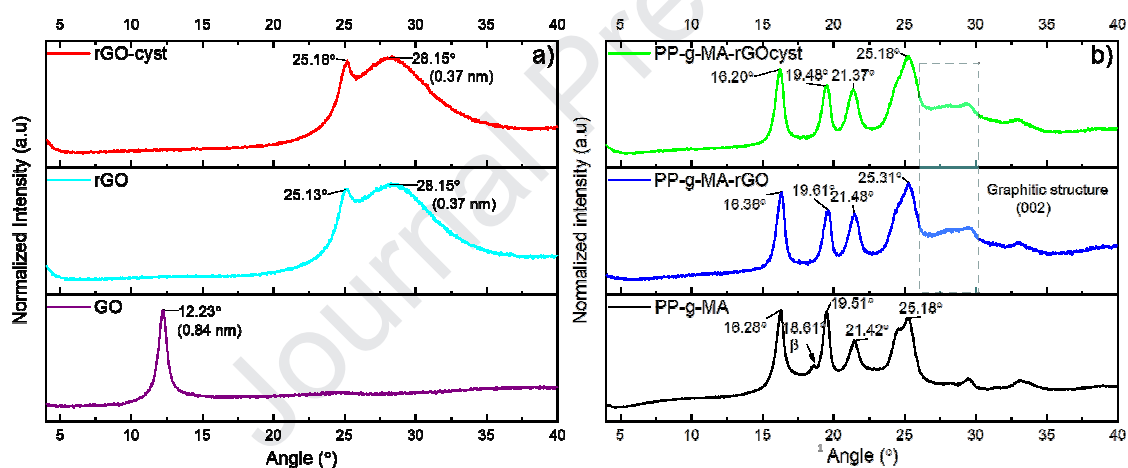 5 10 15 20 25 30 35 40
rGO-cyst
a)
25.18°
28.15°
(0.37 nm)
rGO
25.13°
28.15°
(0.37 nm)
GO
12.23°
(0.84 nm)
Normalized Intensity (a.u)
5 10 15 20 25 30 35 40
Angle (°)
5 10 15 20 25 30 35 40
PP-g-MA-rGOcyst
b)
16.20°
19.48°
21.37°
25.18°
PP-g-MA-rGO
16.36°
19.61°
21.48°
25.31°
Graphitic structure
(002)
PP-g-MA
16.28°
18.61°
β
19.51°
21.42°
25.18°
Normalized intensity (a.u)
5 10 15 20 25 30 35 40
1 Angle (°)
Journal Pre